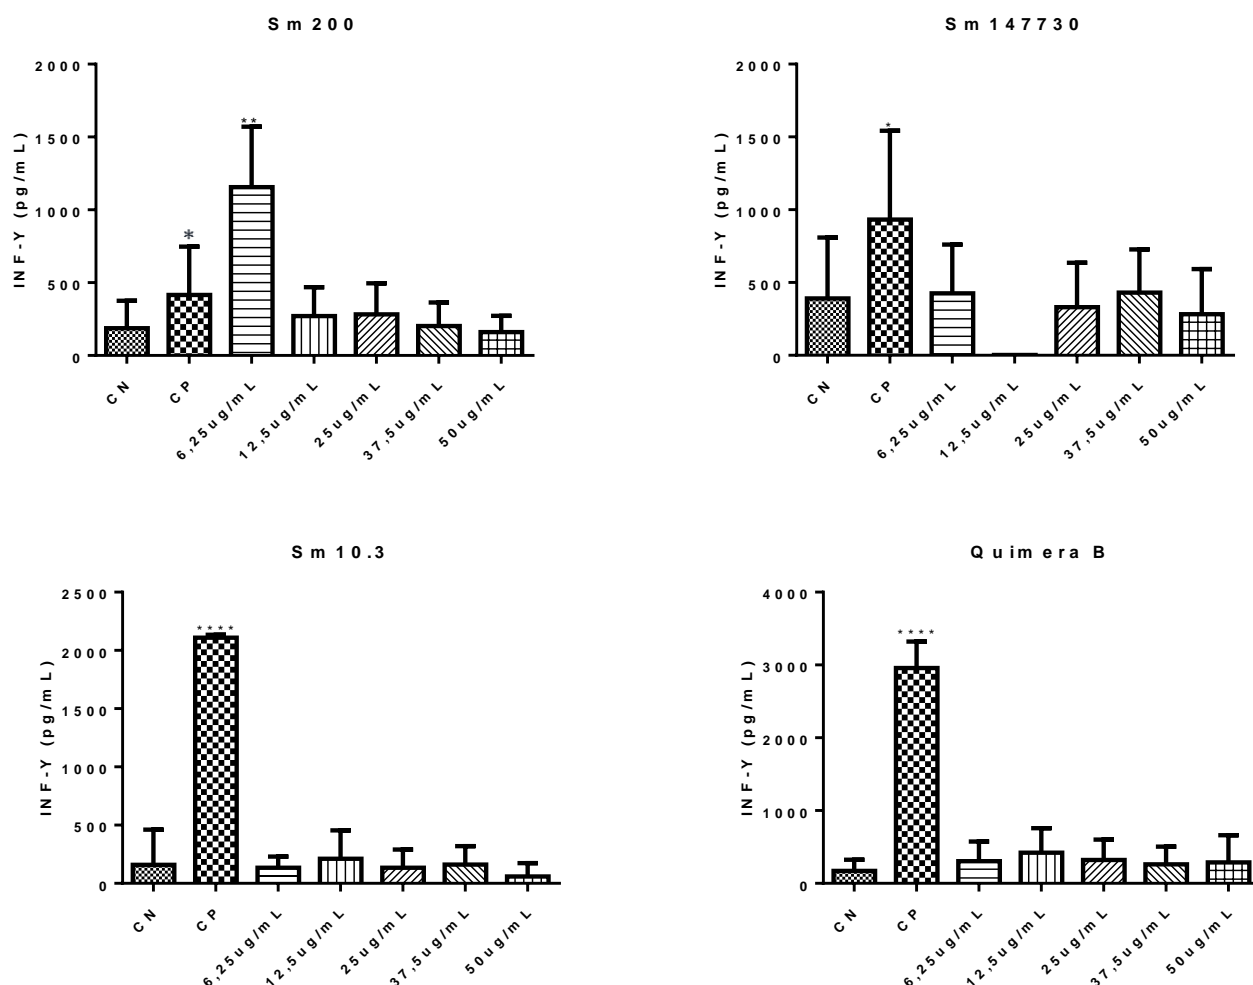 Sm 200
2000
1500
1000
500
0
INF-Y (pg/mL)
*
**
CN
CP
6,25ug/mL
12,5ug/mL
25ug/mL
37,5ug/mL
50ug/mL
Sm 147730
2000
1500
1000
500
0
INF-Y (pg/mL)
*
CN
CP
6,25ug/mL
12,5ug/mL
25ug/mL
37,5ug/mL
50ug/mL
Sm 10.3
2500
2000
1500
1000
500
0
INF-Y (pg/mL)
****
CN
CP
6,25ug/mL
12,5ug/mL
25ug/mL
37,5ug/mL
50ug/mL
Quimera B
4000
3000
2000
1000
0
INF-Y (pg/mL)
****
CN
CP
6,25ug/mL
12,5ug/mL
25ug/mL
37,5ug/mL
50ug/mL